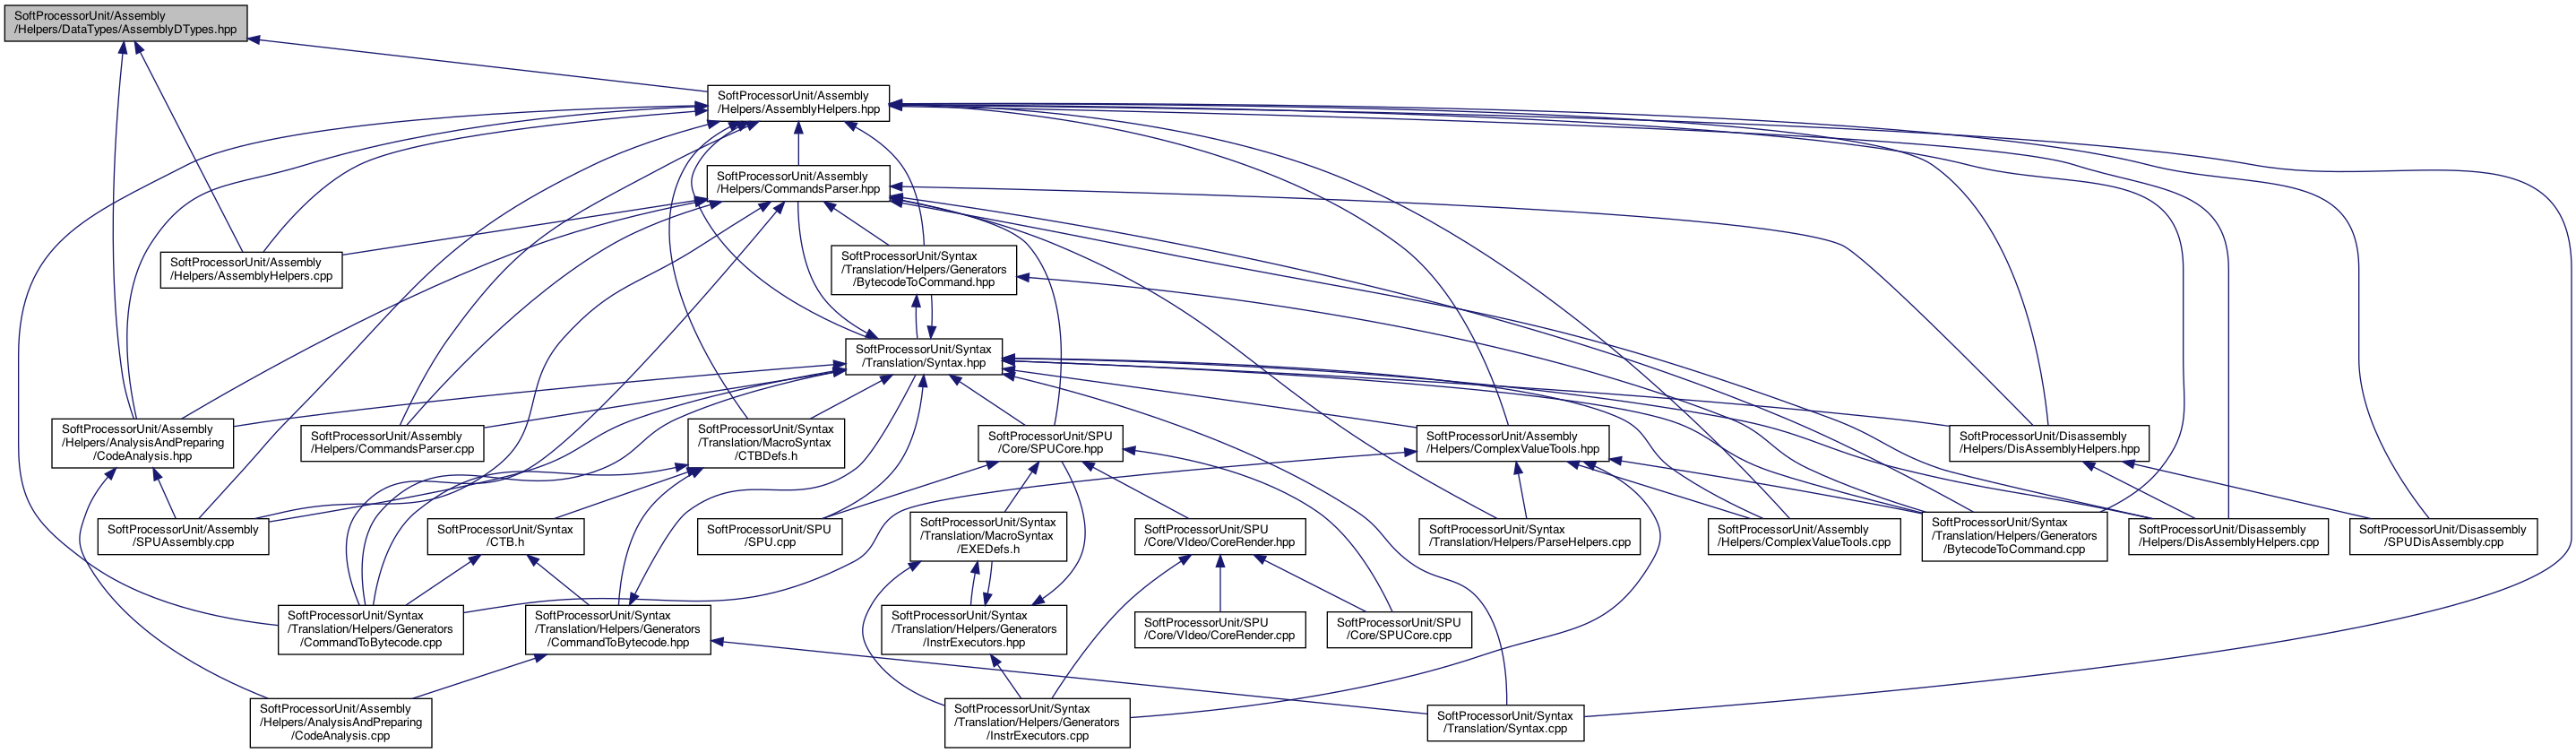 SoftProcessorUnit/Assembly
/Helpers/DataTypes/AssemblyDTypes.hpp
SoftProcessorUnit/Assembly
/Helpers/AssemblyHelpers.hpp
SoftProcessorUnit/Assembly
/Helpers/CommandsParser.hpp
SoftProcessorUnit/Assembly
/Helpers/AssemblyHelpers.cpp
SoftProcessorUnit/Syntax
/Translation/Helpers/Generators
/BytecodeToCommand.hpp
SoftProcessorUnit/Syntax
/Translation/Syntax.hpp
SoftProcessorUnit/Assembly
/Helpers/AnalysisAndPreparing
/CodeAnalysis.hpp
SoftProcessorUnit/Assembly
/Helpers/CommandsParser.cpp
SoftProcessorUnit/Syntax
/Translation/MacroSyntax
/CTBDefs.h
SoftProcessorUnit/SPU
/Core/SPUCore.hpp
SoftProcessorUnit/Assembly
/Helpers/ComplexValueTools.hpp
SoftProcessorUnit/Disassembly
/Helpers/DisAssemblyHelpers.hpp
SoftProcessorUnit/Assembly
/SPUAssembly.cpp
SoftProcessorUnit/Syntax
/CTB.h
SoftProcessorUnit/SPU
/SPU.cpp
SoftProcessorUnit/Syntax
/Translation/MacroSyntax
/EXEDefs.h
SoftProcessorUnit/SPU
/Core/VIdeo/CoreRender.hpp
SoftProcessorUnit/Syntax
/Translation/Helpers/ParseHelpers.cpp
SoftProcessorUnit/Assembly
/Helpers/ComplexValueTools.cpp
SoftProcessorUnit/Syntax
/Translation/Helpers/Generators
/BytecodeToCommand.cpp
SoftProcessorUnit/Disassembly
/Helpers/DisAssemblyHelpers.cpp
SoftProcessorUnit/Disassembly
/SPUDisAssembly.cpp
SoftProcessorUnit/Syntax
/Translation/Helpers/Generators
/CommandToBytecode.cpp
SoftProcessorUnit/Syntax
/Translation/Helpers/Generators
/CommandToBytecode.hpp
SoftProcessorUnit/Syntax
/Translation/Helpers/Generators
/InstrExecutors.hpp
SoftProcessorUnit/SPU
/Core/VIdeo/CoreRender.cpp
SoftProcessorUnit/SPU
/Core/SPUCore.cpp
SoftProcessorUnit/Assembly
/Helpers/AnalysisAndPreparing
/CodeAnalysis.cpp
SoftProcessorUnit/Syntax
/Translation/Helpers/Generators
/InstrExecutors.cpp
SoftProcessorUnit/Syntax
/Translation/Syntax.cpp